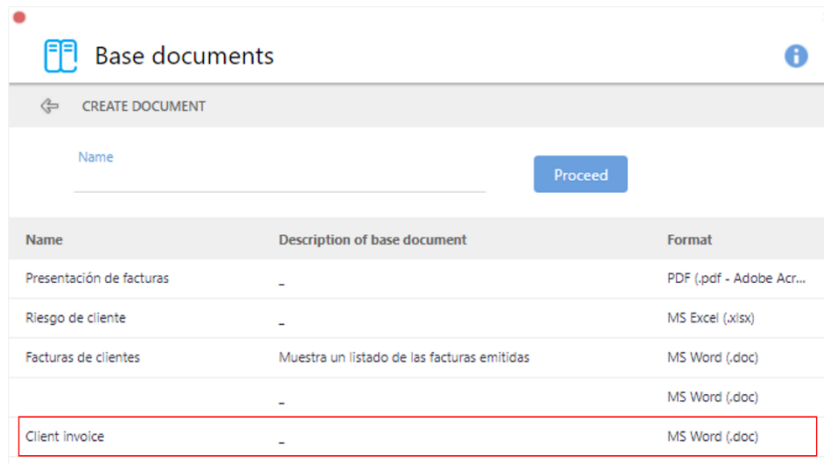 Base documents
CREATE DOCUMENT
Name
Proceed
Name Description of base document Format
Presentación de facturas _ PDF (.pdf - Adobe Acr...
Riesgo de cliente _ MS Excel (.xlsx)
Facturas de clientes Muestra un listado de las facturas emitidas MS Word (.doc)
_ MS Word (.doc)
Client invoice _ MS Word (.doc)